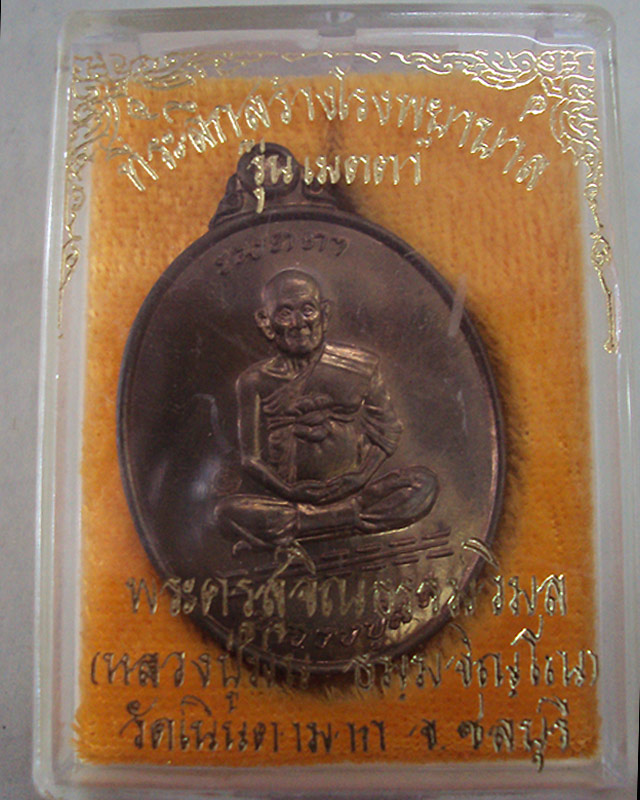 ที่ระลึกสร้างโรงพยาบาล
รุ่นเมตตา
พระครูสุจิณธรรมวิมล
(หลวงปู่ม่น ธมฺมจิณฺโณ)
วัดเนินตามาก จ.ชลบุรี